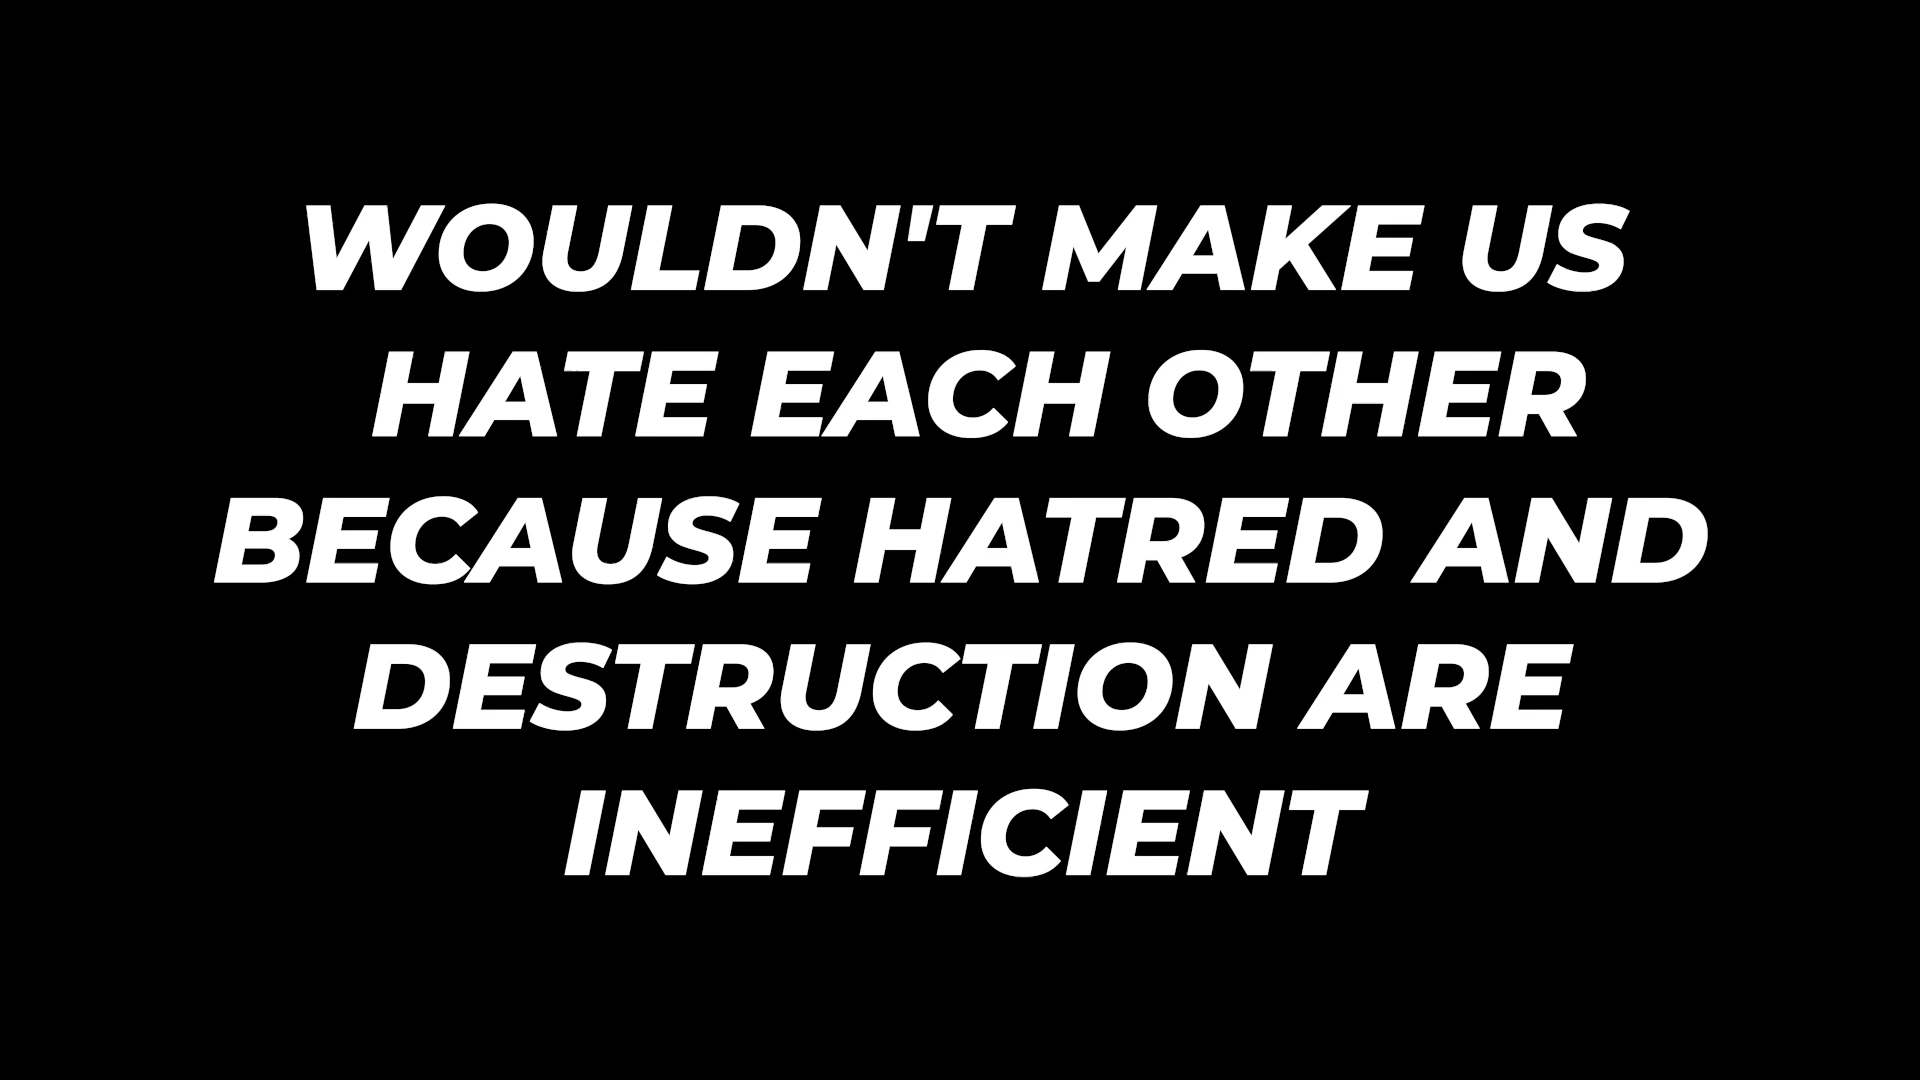 WOULDN'T MAKE US
HATE EACH OTHER
BECAUSE HATRED AND
DESTRUCTION ARE
INEFFICIENT